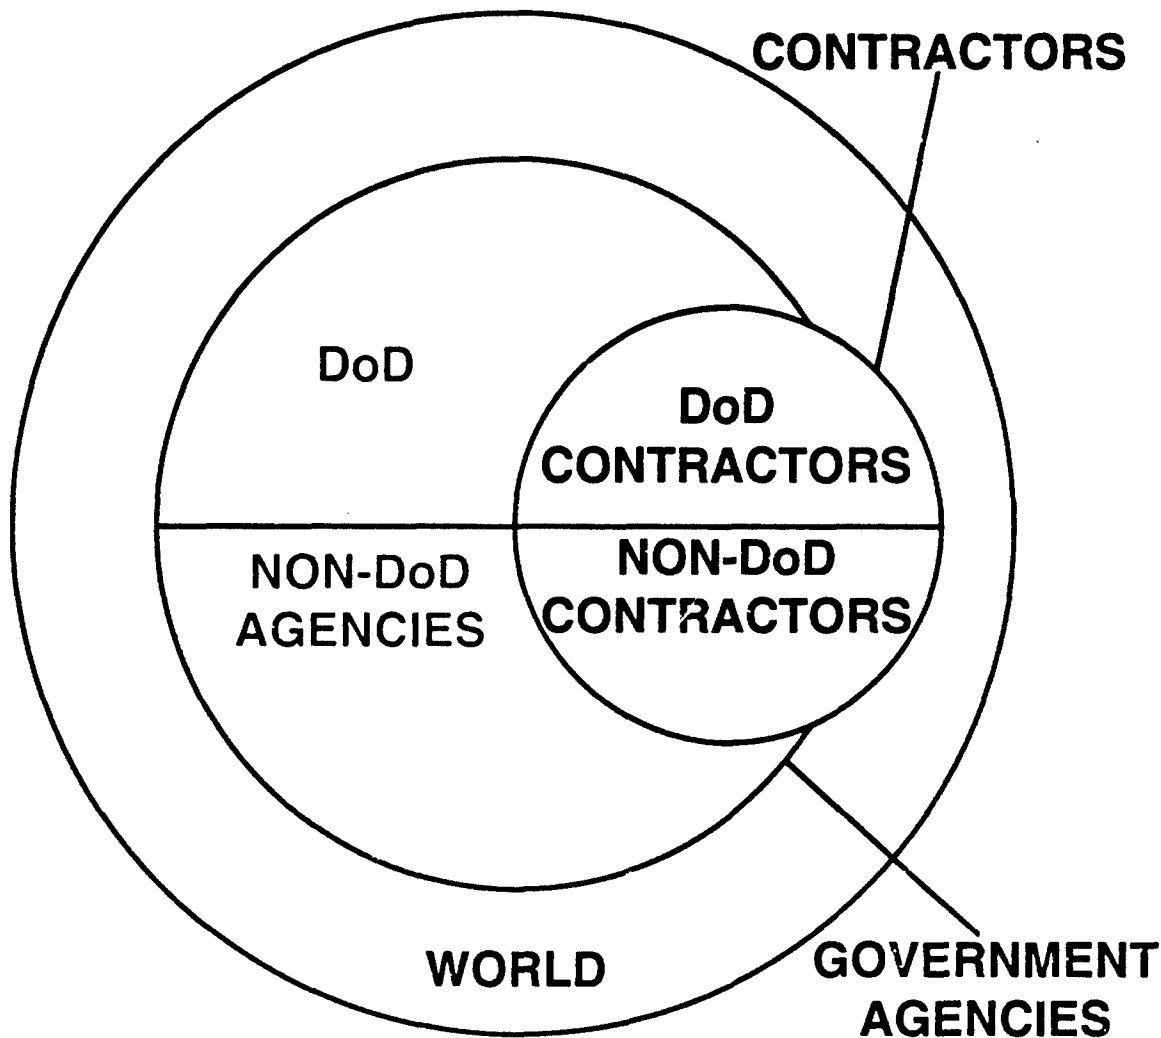 CONTRACTORS
DoD
DoD
CONTRACTORS
NON-DoD
AGENCIES
NON-DoD
CONTRACTORS
WORLD
GOVERNMENT
AGENCIES